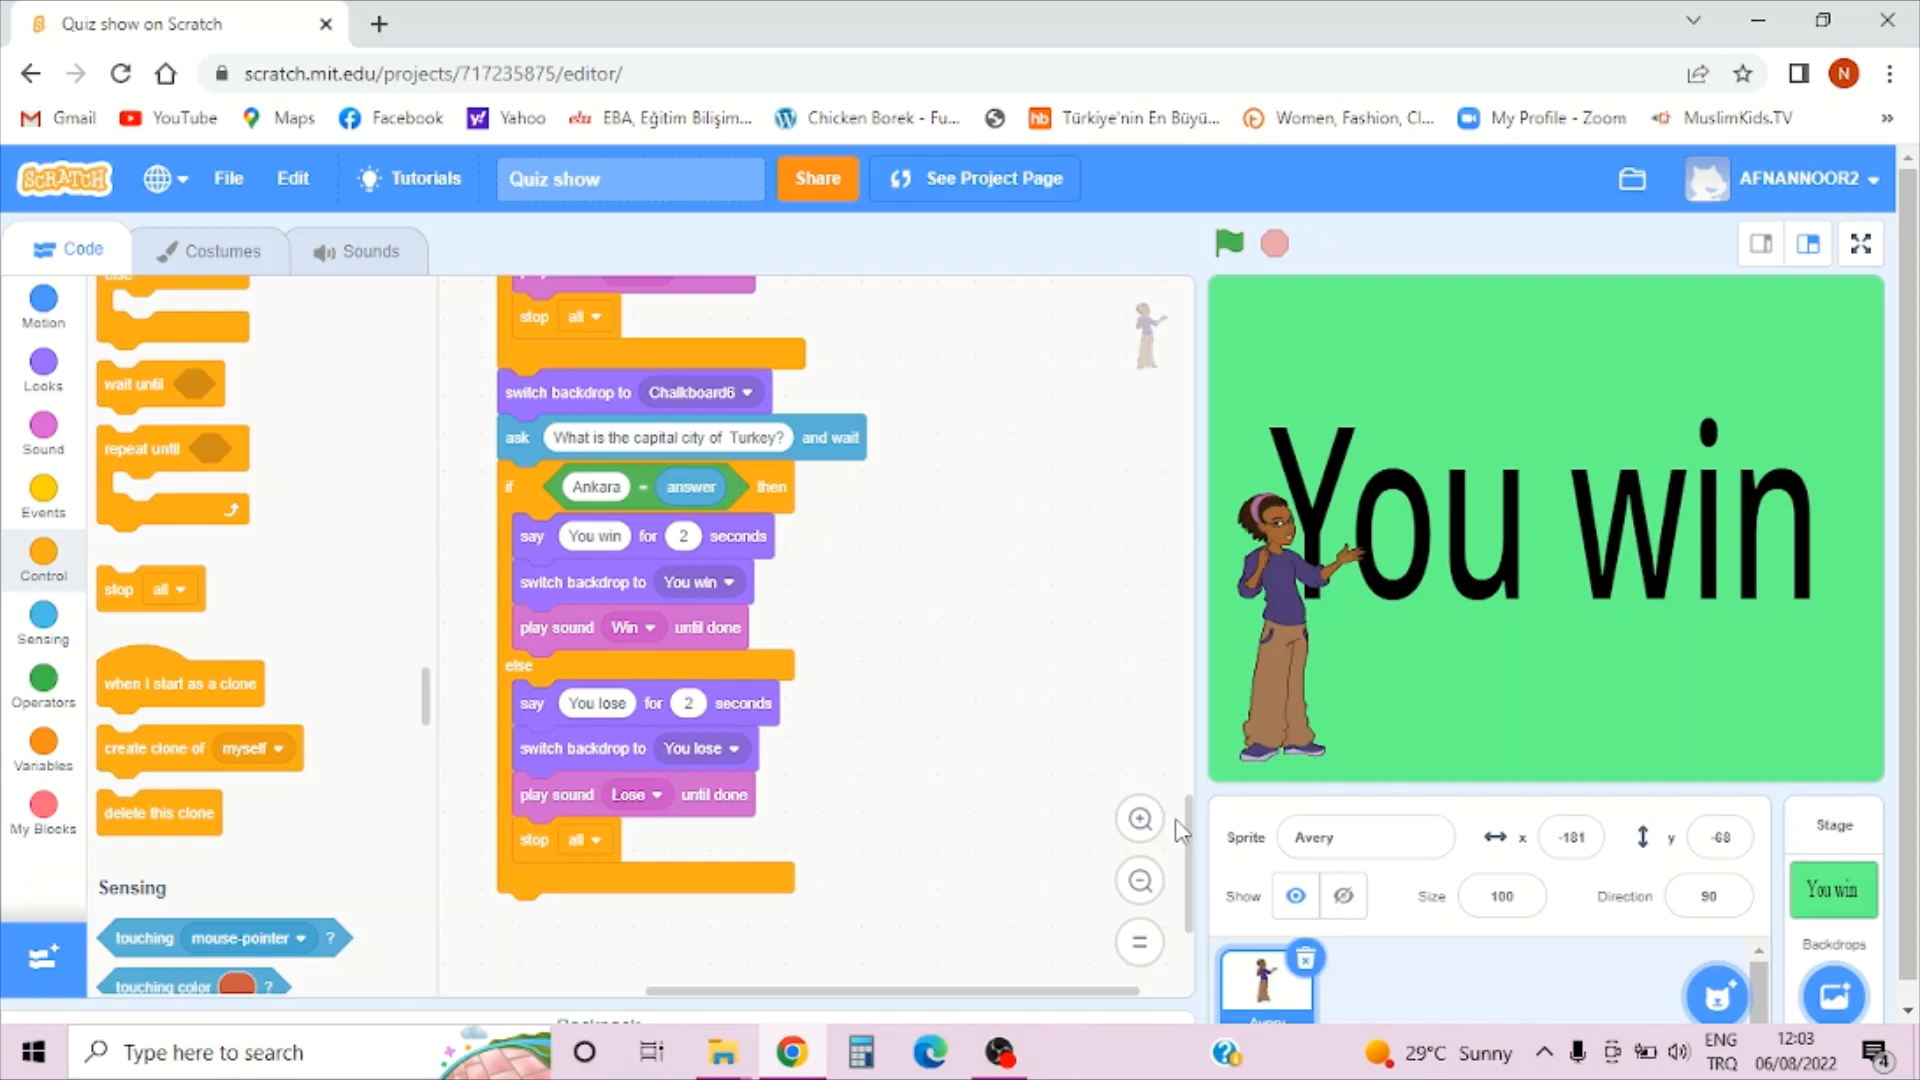 Quiz show on Scratch
scratch.mit.edu/projects/717235875/editor/
N
Gmail YouTube Maps Facebook Yahoo EBA, Eğitim Bilişim... Chicken Borek - Fu... hb Türkiye'nin En Büyü... Women, Fashion, Cl... My Profile - Zoom MuslimKids.TV »
SCRATCH File Edit Tutorials Quiz show Share See Project Page AFNANNOOR2
Code Costumes Sounds
Motion
Looks
Sound
Events
Control
Sensing
Operators
Variables
My Blocks
else
wait until
repeat until
stop all
when I start as a clone
create clone of myself
delete this clone
Sensing
touching mouse-pointer ?
touching color ?
stop all
switch backdrop to Chalkboard6
ask What is the capital city of Turkey? and wait
if Ankara = answer then
say You win for 2 seconds
switch backdrop to You win
play sound Win until done
else
say You lose for 2 seconds
switch backdrop to You lose
play sound Lose until done
stop all
You win
Sprite Avery x -181 y -68
Show Size 100 Direction 90
Avery
Stage
You win
Backdrops
Backpack
Type here to search
29°C Sunny
ENG
TRQ
12:03
06/08/2022
4